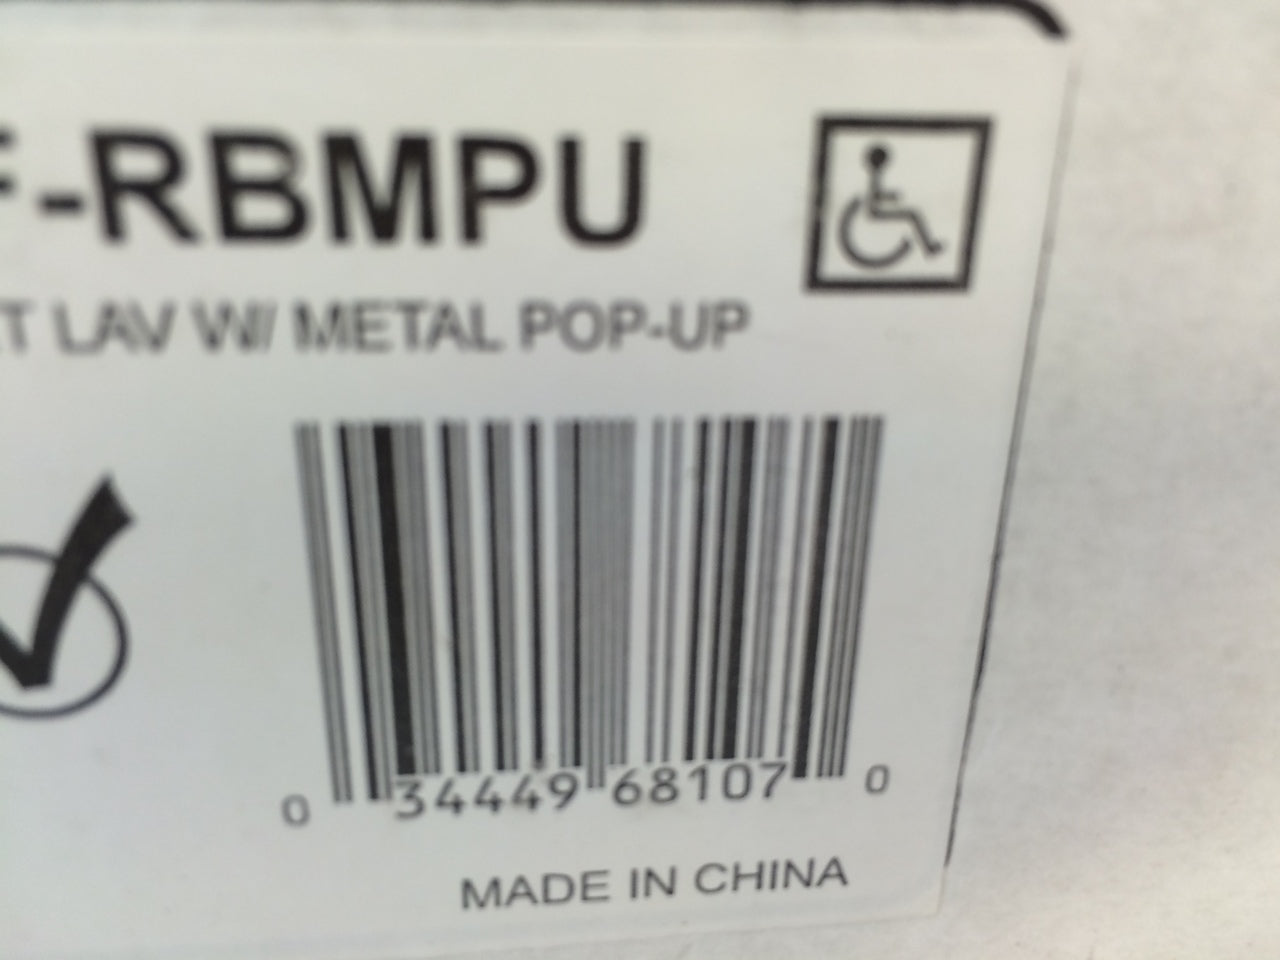 F-RBMPU
T LAV W/ METAL POP-UP
0 34449 68107 0
MADE IN CHINA